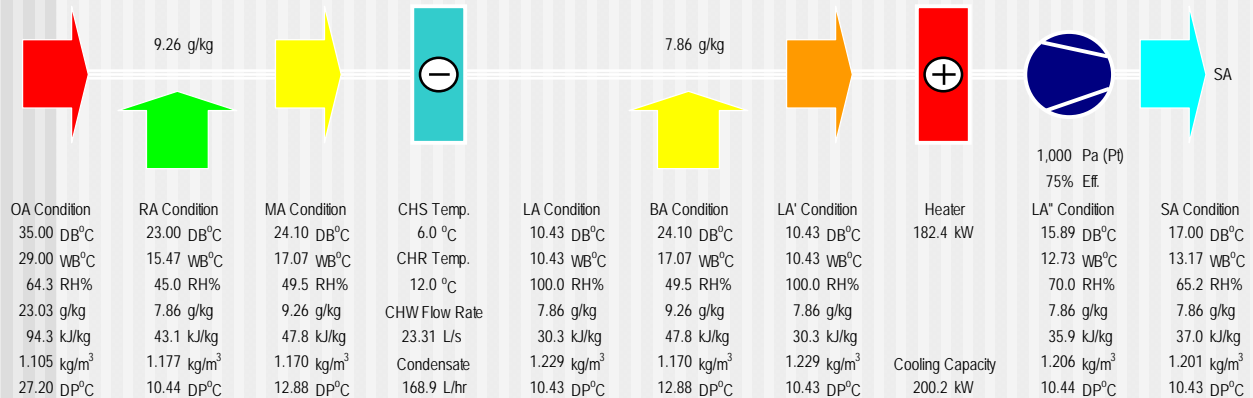 9.26 g/kg 7.86 g/kg
− + SA
1,000 Pa (Pt)
75% Eff.
OA Condition RA Condition MA Condition CHS Temp. LA Condition BA Condition LA' Condition Heater LA" Condition SA Condition
35.00 DB°C 23.00 DB°C 24.10 DB°C 6.0 °C 10.43 DB°C 24.10 DB°C 10.43 DB°C 182.4 kW 15.89 DB°C 17.00 DB°C
29.00 WB°C 15.47 WB°C 17.07 WB°C CHR Temp. 10.43 WB°C 17.07 WB°C 10.43 WB°C 12.73 WB°C 13.17 WB°C
64.3 RH% 45.0 RH% 49.5 RH% 12.0 °C 100.0 RH% 49.5 RH% 100.0 RH% 70.0 RH% 65.2 RH%
23.03 g/kg 7.86 g/kg 9.26 g/kg CHW Flow Rate 7.86 g/kg 9.26 g/kg 7.86 g/kg 7.86 g/kg 7.86 g/kg
94.3 kJ/kg 43.1 kJ/kg 47.8 kJ/kg 23.31 L/s 30.3 kJ/kg 47.8 kJ/kg 30.3 kJ/kg 35.9 kJ/kg 37.0 kJ/kg
1.105 kg/m³ 1.177 kg/m³ 1.170 kg/m³ Condensate 1.229 kg/m³ 1.170 kg/m³ 1.229 kg/m³ Cooling Capacity 1.206 kg/m³ 1.201 kg/m³
27.20 DP°C 10.44 DP°C 12.88 DP°C 168.9 L/hr 10.43 DP°C 12.88 DP°C 10.43 DP°C 200.2 kW 10.44 DP°C 10.43 DP°C